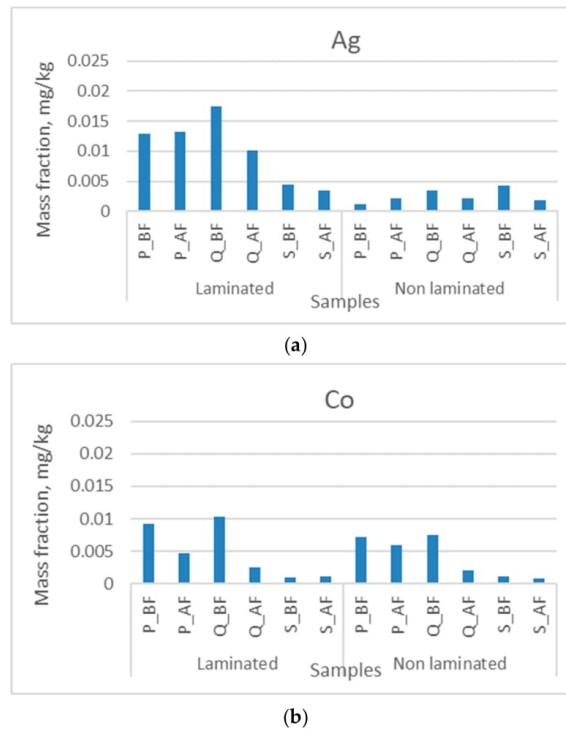 Ag
Mass fraction, mg/kg
0.025
0.02
0.015
0.01
0.005
0
P_BF
P_AF
Q_BF
Q_AF
S_BF
S_AF
P_BF
P_AF
Q_BF
Q_AF
S_BF
S_AF
Laminated
Non laminated
Samples
(a)
Co
Mass fraction, mg/kg
0.025
0.02
0.015
0.01
0.005
0
P_BF
P_AF
Q_BF
Q_AF
S_BF
S_AF
P_BF
P_AF
Q_BF
Q_AF
S_BF
S_AF
Laminated
Non laminated
Samples
(b)